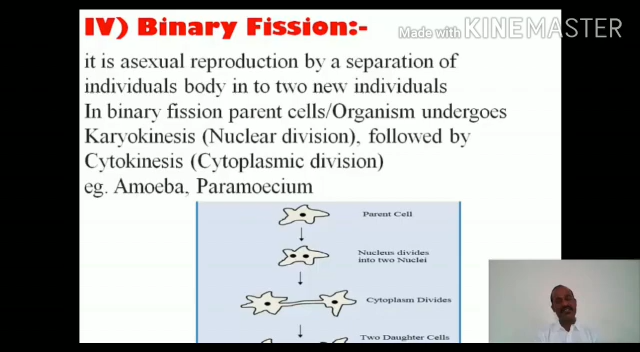 IV) Binary Fission:-
Made with KINEMASTER
it is asexual reproduction by a separation of
individuals body in to two new individuals
In binary fission parent cells/Organism undergoes
Karyokinesis (Nuclear division), followed by
Cytokinesis (Cytoplasmic division)
eg. Amoeba, Paramoecium
Parent Cell
Nucleus divides
into two Nuclei
Cytoplasm Divides
Two Daughter Cells